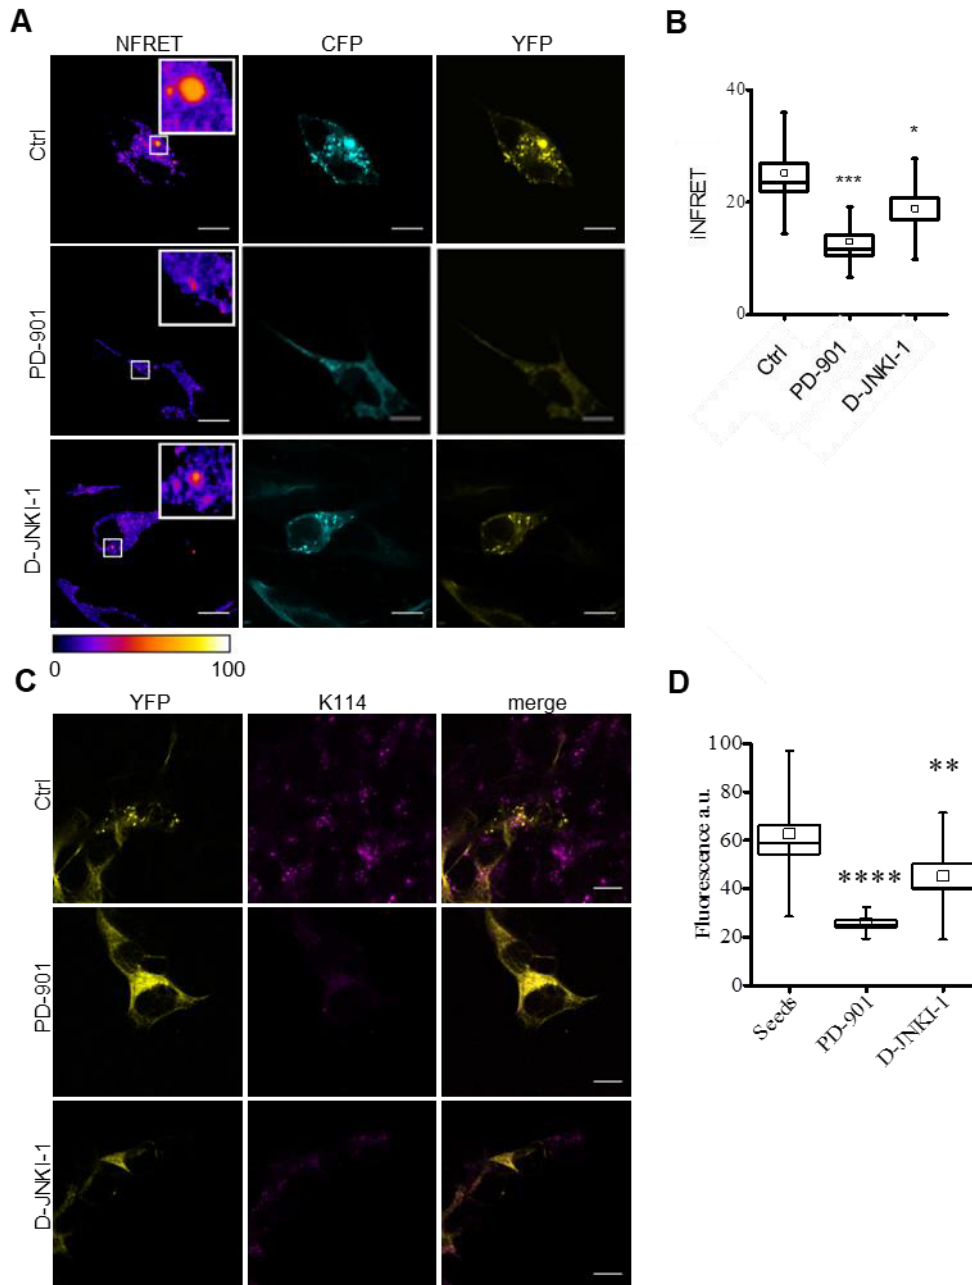 A
NFRET CFP YFP
Ctrl
PD-901
D-JNKI-1
0 100
B
40
20
0
iNFRET
***
*
Ctrl
PD-901
D-JNKI-1
C
YFP K114 merge
Ctrl
PD-901
D-JNKI-1
D
100
80
60
40
20
0
Fluorescence a.u.
****
**
Seeds
PD-901
D-JNKI-1